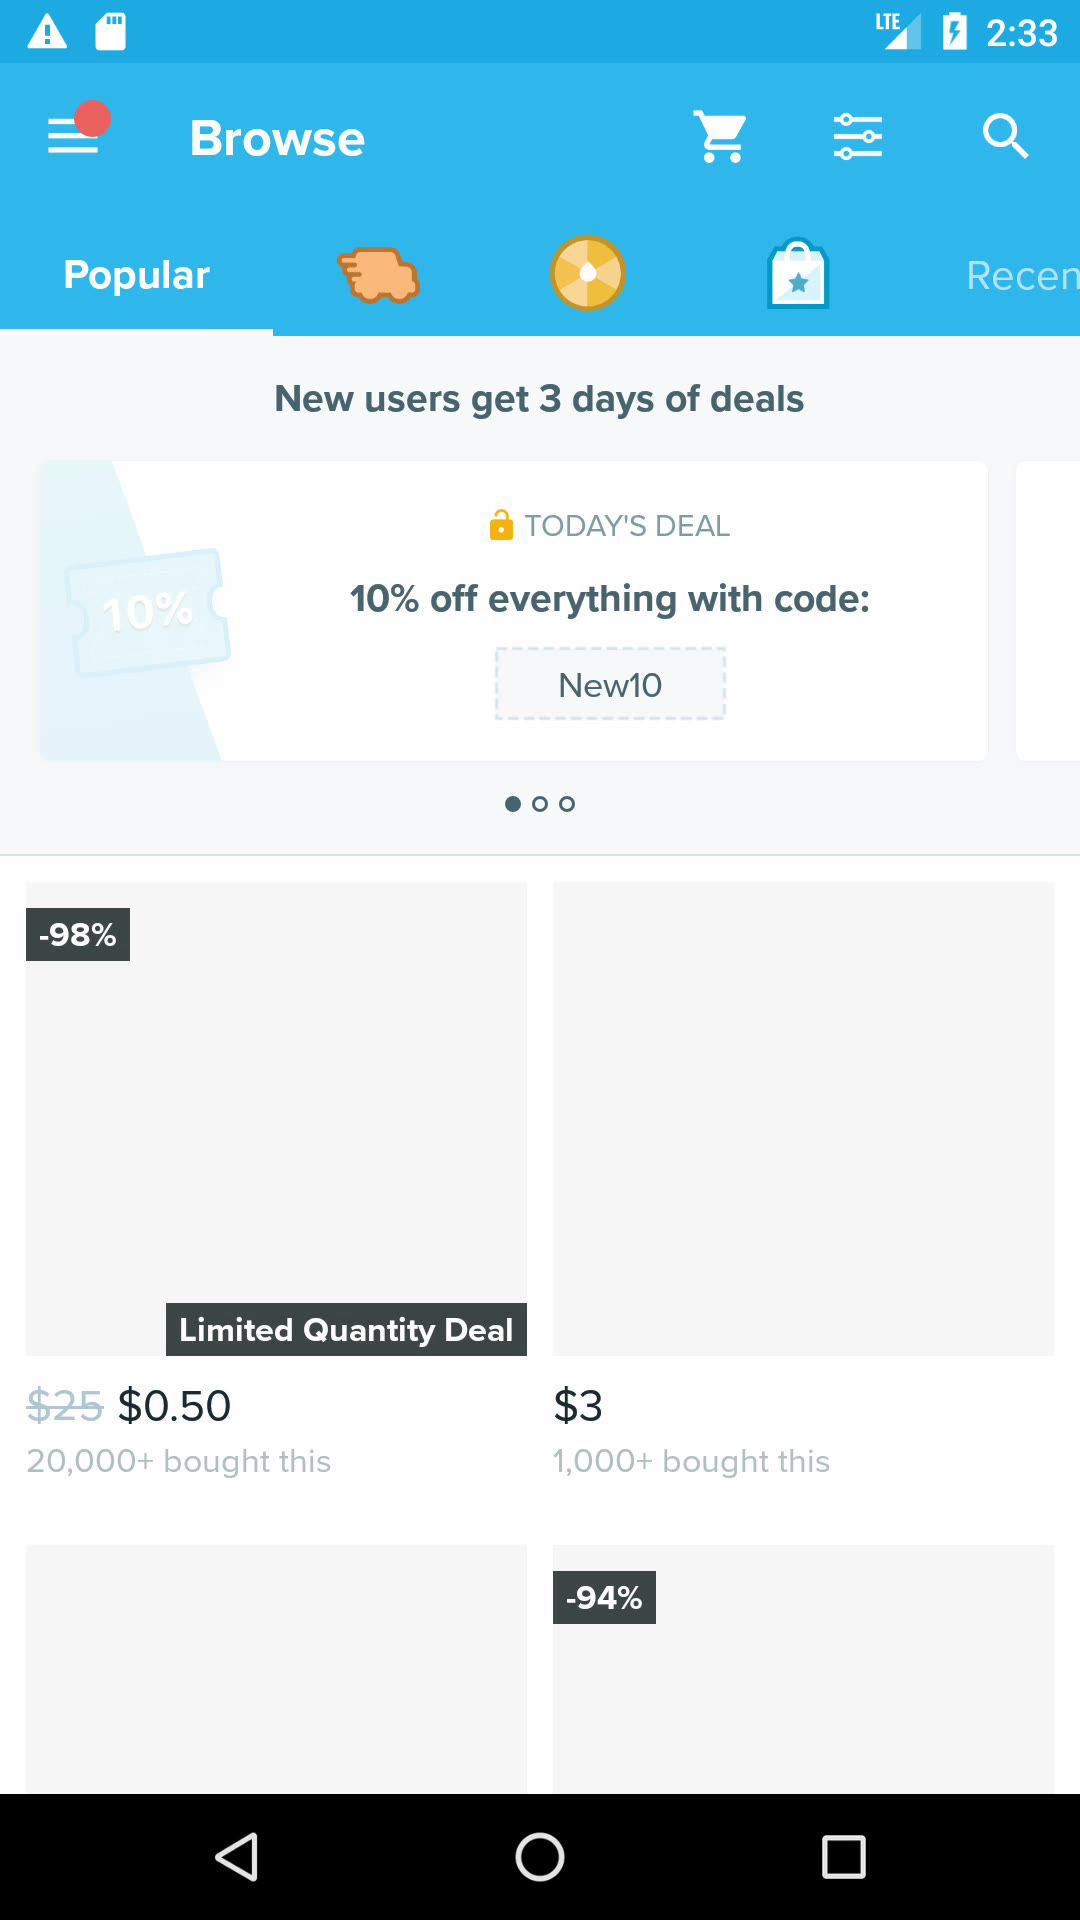 LTE 2:33
Browse
Popular
Recen
New users get 3 days of deals
TODAY'S DEAL
10% off everything with code:
10%
New10
-98%
Limited Quantity Deal
$25 $0.50
20,000+ bought this
$3
1,000+ bought this
-94%